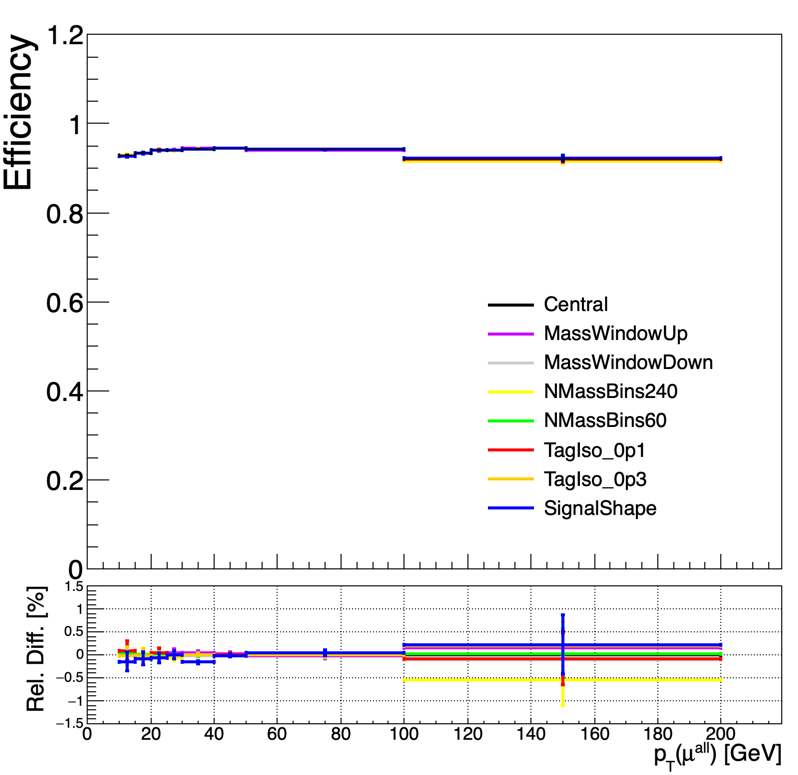 Efficiency
1.2
1
0.8
0.6
0.4
0.2
0
Central
MassWindowUp
MassWindowDown
NMassBins240
NMassBins60
TagIso_0p1
TagIso_0p3
SignalShape
Rel. Diff. [%]
1.5
1
0.5
0
−0.5
−1
−1.5
0 20 40 60 80 100 120 140 160 180 200
p_T(μ^all) [GeV]